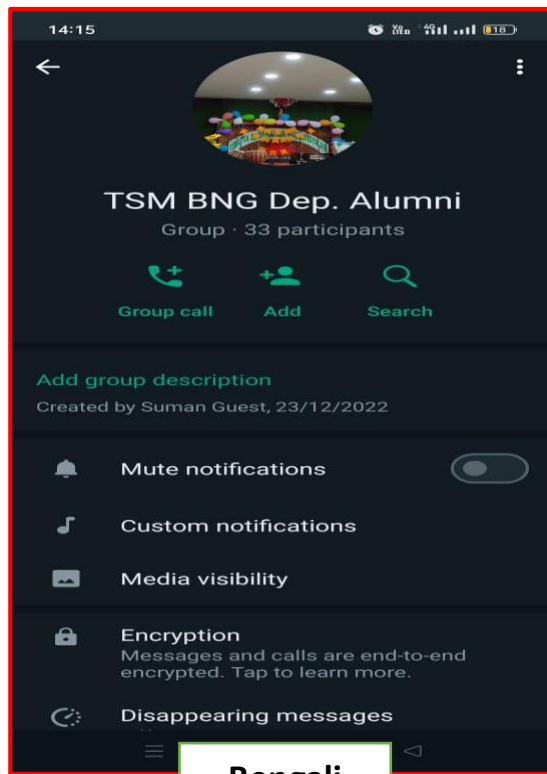 14:15
18
TSM BNG Dep. Alumni
Group · 33 participants
Group call Add Search
Add group description
Created by Suman Guest, 23/12/2022
Mute notifications
Custom notifications
Media visibility
Encryption
Messages and calls are end-to-end
encrypted. Tap to learn more.
Disappearing messages
Bengali